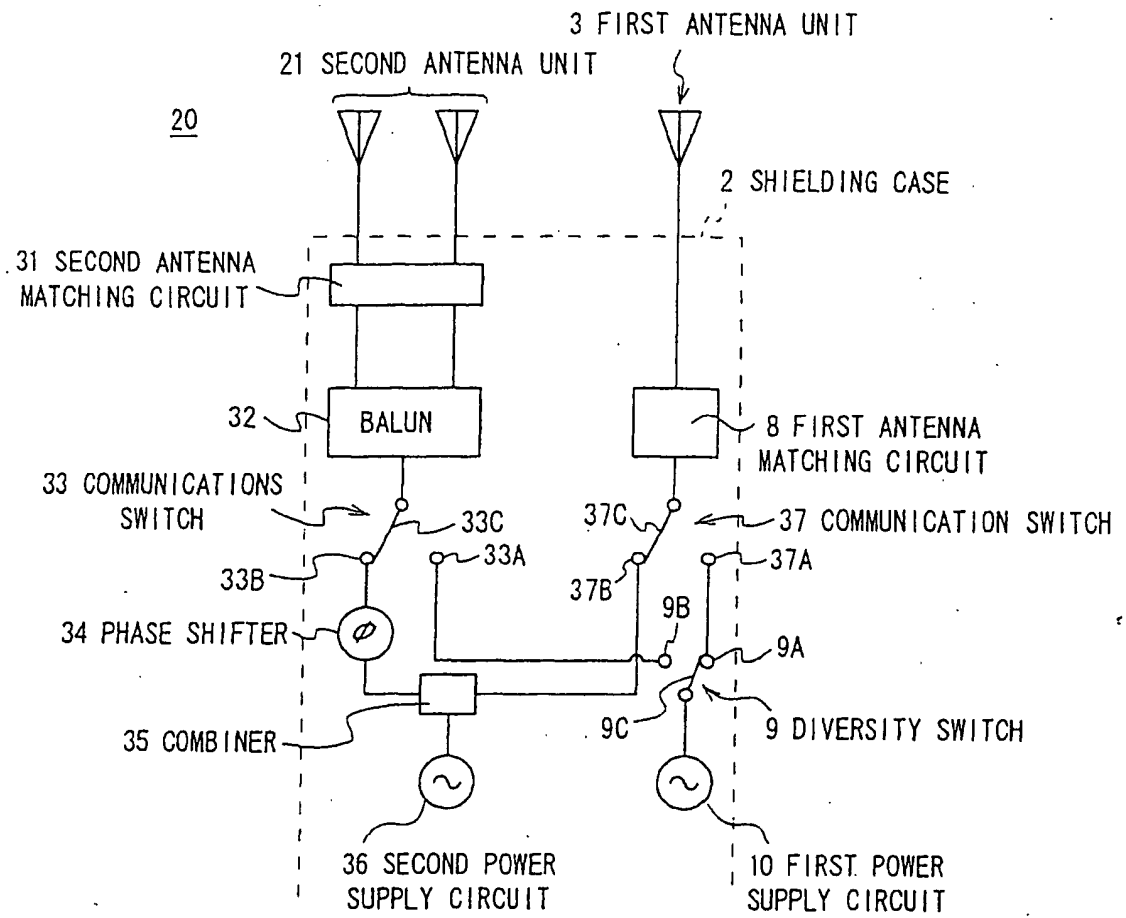 3 FIRST ANTENNA UNIT
21 SECOND ANTENNA UNIT
20
2 SHIELDING CASE
31 SECOND ANTENNA
MATCHING CIRCUIT
32
BALUN
8 FIRST ANTENNA
MATCHING CIRCUIT
33 COMMUNICATIONS
SWITCH
33C
37C
37 COMMUNICATION SWITCH
33B
33A
37B
37A
34 PHASE SHIFTER
ϕ
9B
9A
35 COMBINER
9C
9 DIVERSITY SWITCH
36 SECOND POWER
SUPPLY CIRCUIT
10 FIRST POWER
SUPPLY CIRCUIT